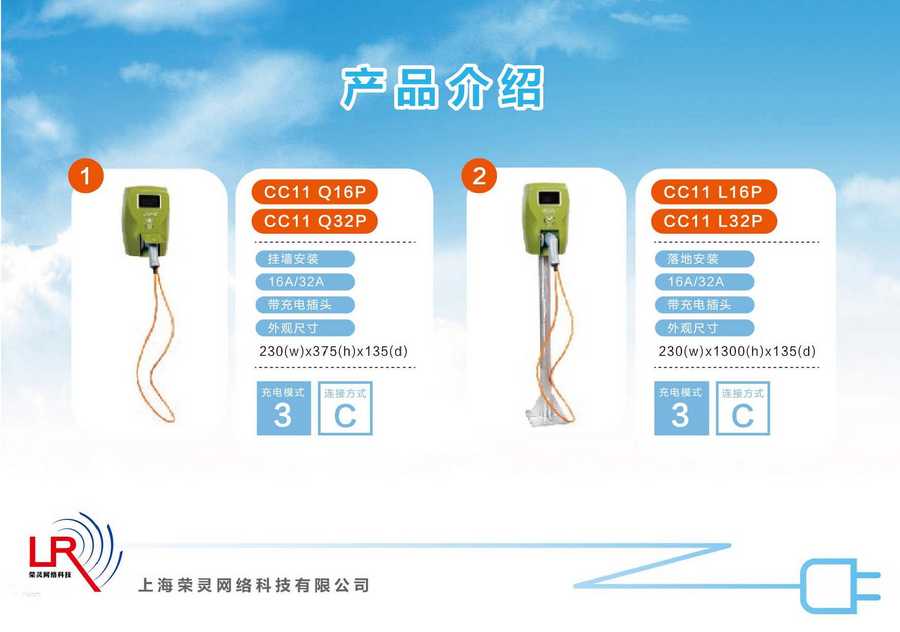 产品介绍
1
CC11 Q16P
CC11 Q32P
挂墙安装
16A/32A
带充电插头
外观尺寸
230(w)x375(h)x135(d)
充电模式
3
连接方式
C
2
CC11 L16P
CC11 L32P
落地安装
16A/32A
带充电插头
外观尺寸
230(w)x1300(h)x135(d)
充电模式
3
连接方式
C
LR
荣灵网络科技
上海荣灵网络科技有限公司